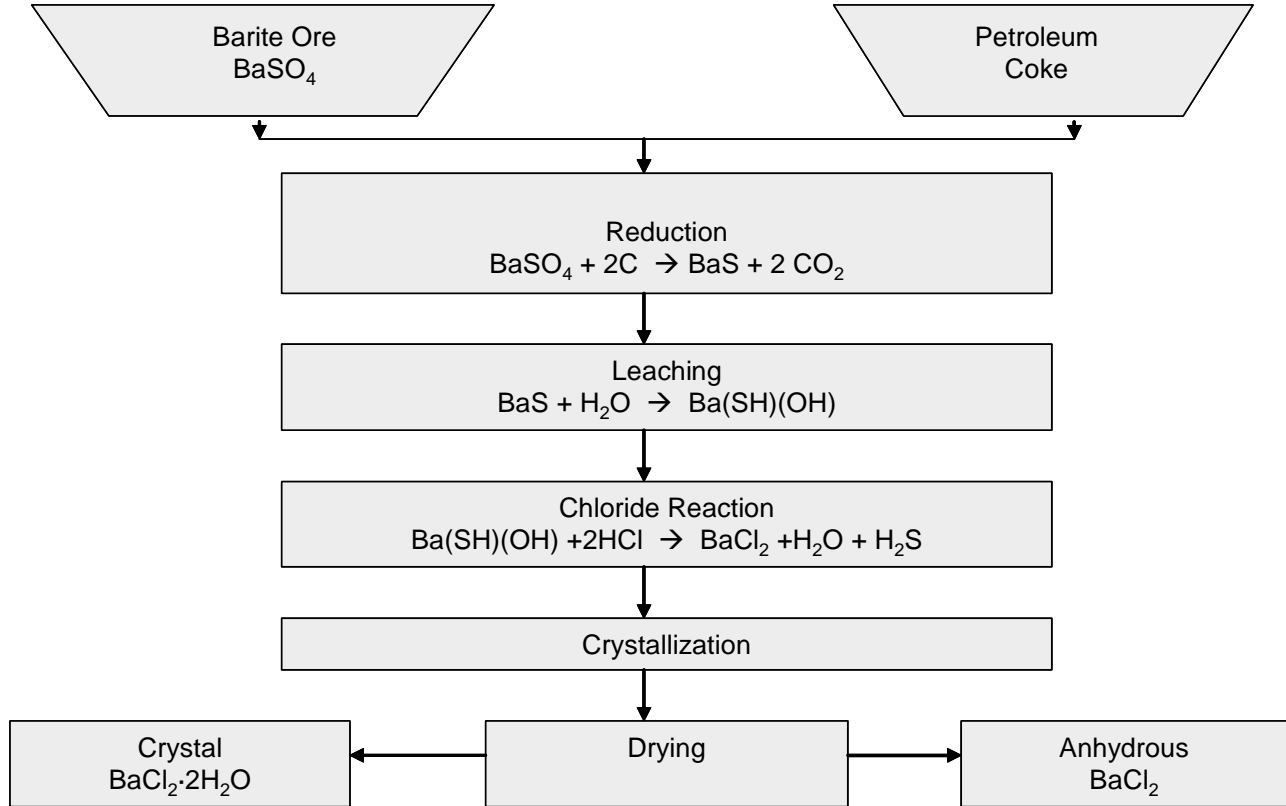 Barite Ore
BaSO₄
Petroleum
Coke
Reduction
BaSO₄ + 2C → BaS + 2 CO₂
Leaching
BaS + H₂O → Ba(SH)(OH)
Chloride Reaction
Ba(SH)(OH) +2HCl → BaCl₂ +H₂O + H₂S
Crystallization
Crystal
BaCl₂·2H₂O
Drying
Anhydrous
BaCl₂